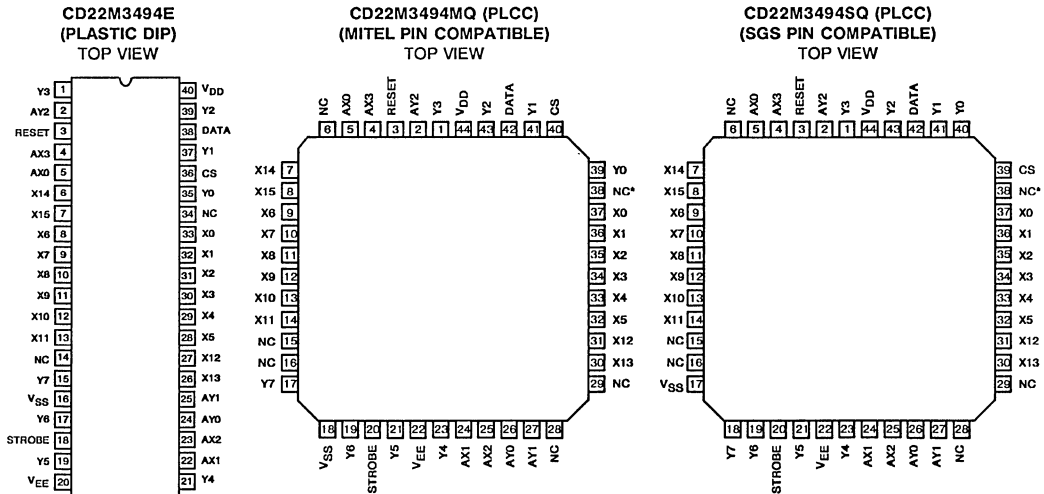 CD22M3494E
(PLASTIC DIP)
TOP VIEW
Y3 1
AY2 2
RESET 3
AX3 4
AX0 5
X14 6
X15 7
X6 8
X7 9
X8 10
X9 11
X10 12
X11 13
NC 14
Y7 15
VSS 16
Y6 17
STROBE 18
Y5 19
VEE 20
40 VDD
39 Y2
38 DATA
37 Y1
36 CS
35 Y0
34 NC
33 X0
32 X1
31 X2
30 X3
29 X4
28 X5
27 X12
26 X13
25 AY1
24 AY0
23 AX2
22 AX1
21 Y4
CD22M3494MQ (PLCC)
(MITEL PIN COMPATIBLE)
TOP VIEW
NC AX0 AX3 RESET AY2 Y3 VDD Y2 DATA Y1 CS
6 5 4 3 2 1 44 43 42 41 40
X14 7
X15 8
X6 9
X7 10
X8 11
X9 12
X10 13
X11 14
NC 15
NC 16
Y7 17
39 Y0
38 NC*
37 X0
36 X1
35 X2
34 X3
33 X4
32 X5
31 X12
30 X13
29 NC
18 19 20 21 22 23 24 25 26 27 28
VSS Y6 STROBE Y5 VEE Y4 AX1 AX2 AY0 AY1 NC
CD22M3494SQ (PLCC)
(SGS PIN COMPATIBLE)
TOP VIEW
NC AX0 AX3 RESET AY2 Y3 VDD Y2 DATA Y1 Y0
6 5 4 3 2 1 44 43 42 41 40
X14 7
X15 8
X6 9
X7 10
X8 11
X9 12
X10 13
X11 14
NC 15
NC 16
VSS 17
39 CS
38 NC*
37 X0
36 X1
35 X2
34 X3
33 X4
32 X5
31 X12
30 X13
29 NC
18 19 20 21 22 23 24 25 26 27 28
Y7 Y6 STROBE Y5 VEE Y4 AX1 AX2 AY0 AY1 NC